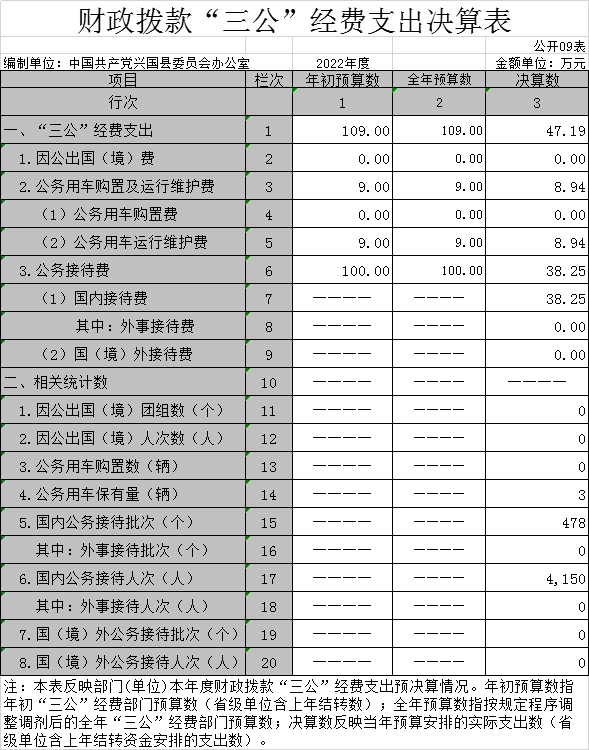 财政拨款“三公”经费支出决算表
公开09表
编制单位：中国共产党兴国县委员会办公室 2022年度 金额单位：万元
项目 栏次 年初预算数 全年预算数 决算数
行次 1 2 3
一、“三公”经费支出 1 109.00 109.00 47.19
1.因公出国（境）费 2 0.00 0.00 0.00
2.公务用车购置及运行维护费 3 9.00 9.00 8.94
（1）公务用车购置费 4 0.00 0.00 0.00
（2）公务用车运行维护费 5 9.00 9.00 8.94
3.公务接待费 6 100.00 100.00 38.25
（1）国内接待费 7 ———— ———— 38.25
其中：外事接待费 8 ———— ———— 0.00
（2）国（境）外接待费 9 ———— ———— 0.00
二、相关统计数 10 ———— ———— ————
1.因公出国（境）团组数（个） 11 ———— ———— 0
2.因公出国（境）人次数（人） 12 ———— ———— 0
3.公务用车购置数（辆） 13 ———— ———— 0
4.公务用车保有量（辆） 14 ———— ———— 3
5.国内公务接待批次（个） 15 ———— ———— 478
其中：外事接待批次（个） 16 ———— ———— 0
6.国内公务接待人次（人） 17 ———— ———— 4,150
其中：外事接待人次（人） 18 ———— ———— 0
7.国（境）外公务接待批次（个） 19 ———— ———— 0
8.国（境）外公务接待人次（人） 20 ———— ———— 0
注：本表反映部门(单位)本年度财政拨款“三公”经费支出预决算情况。年初预算数指
年初“三公”经费部门预算数（省级单位含上年结转数）；全年预算数指按规定程序调
整调剂后的全年“三公”经费部门预算数；决算数反映当年预算安排的实际支出数（省
级单位含上年结转资金安排的支出数）。